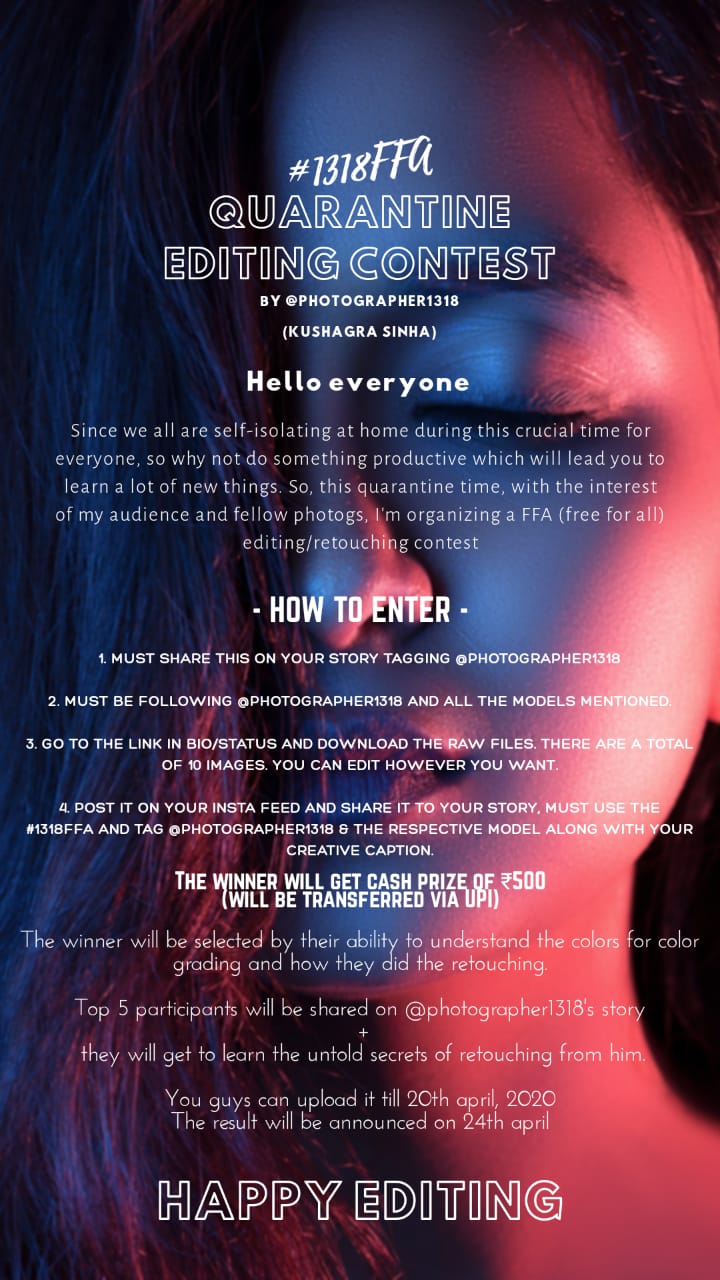 #1318FFA
QUARANTINE
EDITING CONTEST
BY @PHOTOGRAPHER1318
(KUSHAGRA SINHA)
Hello everyone
Since we all are self-isolating at home during this crucial time for
everyone, so why not do something productive which will lead you to
learn a lot of new things. So, this quarantine time, with the interest
of my audience and fellow photogs, I'm organizing a FFA (free for all)
editing/retouching contest
- HOW TO ENTER -
1. MUST SHARE THIS ON YOUR STORY TAGGING @PHOTOGRAPHER1318
2. MUST BE FOLLOWING @PHOTOGRAPHER1318 AND ALL THE MODELS MENTIONED.
3. GO TO THE LINK IN BIO/STATUS AND DOWNLOAD THE RAW FILES. THERE ARE A TOTAL
OF 10 IMAGES. YOU CAN EDIT HOWEVER YOU WANT.
4. POST IT ON YOUR INSTA FEED AND SHARE IT TO YOUR STORY, MUST USE THE
#1318FFA AND TAG @PHOTOGRAPHER1318 & THE RESPECTIVE MODEL ALONG WITH YOUR
CREATIVE CAPTION.
THE WINNER WILL GET CASH PRIZE OF ₹500
(WILL BE TRANSFERRED VIA UPI)
The winner will be selected by their ability to understand the colors for color
grading and how they did the retouching.
Top 5 participants will be shared on @photographer1318's story
+
they will get to learn the untold secrets of retouching from him.
You guys can upload it till 20th april, 2020
The result will be announced on 24th april
HAPPY EDITING